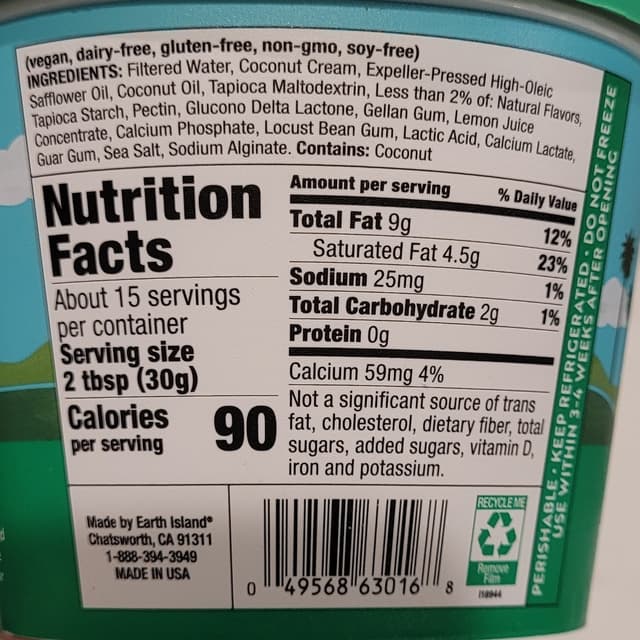 (vegan, dairy-free, gluten-free, non-gmo, soy-free)
INGREDIENTS: Filtered Water, Coconut Cream, Expeller-Pressed High-Oleic
Safflower Oil, Coconut Oil, Tapioca Maltodextrin, Less than 2% of: Natural Flavors,
Tapioca Starch, Pectin, Glucono Delta Lactone, Gellan Gum, Lemon Juice
Concentrate, Calcium Phosphate, Locust Bean Gum, Lactic Acid, Calcium Lactate,
Guar Gum, Sea Salt, Sodium Alginate. Contains: Coconut
Nutrition
Facts
About 15 servings
per container
Serving size
2 tbsp (30g)
Calories
per serving
90
Amount per serving % Daily Value
Total Fat 9g 12%
Saturated Fat 4.5g 23%
Sodium 25mg 1%
Total Carbohydrate 2g 1%
Protein 0g
Calcium 59mg 4%
Not a significant source of trans
fat, cholesterol, dietary fiber, total
sugars, added sugars, vitamin D,
iron and potassium.
Made by Earth Island®
Chatsworth, CA 91311
1-888-394-3949
MADE IN USA
0 49568 63016 8
RECYCLE ME
Remove
Film
PERISHABLE • KEEP REFRIGERATED • DO NOT FREEZE
USE WITHIN 3-4 WEEKS AFTER OPENING